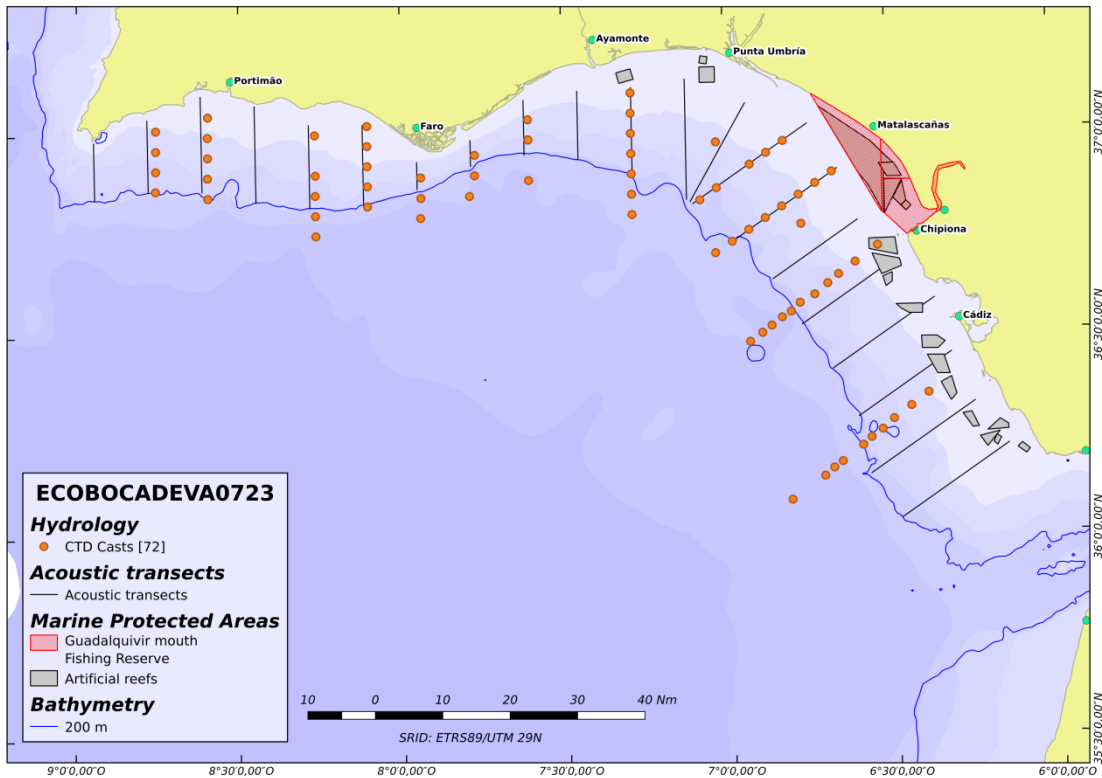 Ayamonte
Punta Umbría
Portimão
Faro
Matalascañas
Chipiona
Cádiz
37°0'0,00"N
36°30'0,00"N
36°0'0,00"N
35°30'0,00"N
ECOBOCADEVA0723
Hydrology
CTD Casts [72]
Acoustic transects
Acoustic transects
Marine Protected Areas
Guadalquivir mouth
Fishing Reserve
Artificial reefs
Bathymetry
200 m
10 0 10 20 30 40 Nm
SRID: ETRS89/UTM 29N
9°0'0,00"O 8°30'0,00"O 8°0'0,00"O 7°30'0,00"O 7°0'0,00"O 6°30'0,00"O 6°0'0,00"O